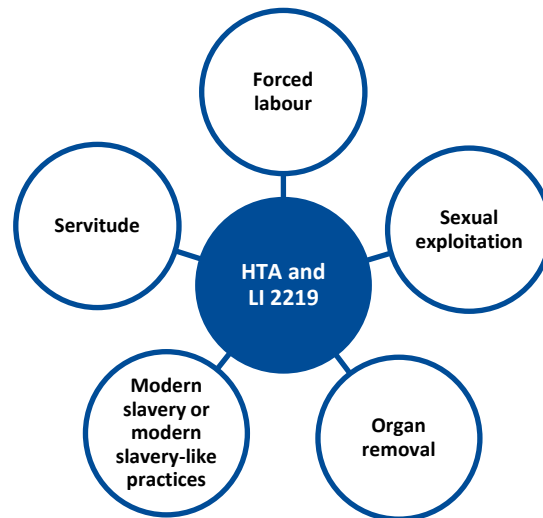 Forced
labour
Servitude
Sexual
exploitation
HTA and
LI 2219
Modern
slavery or
modern
slavery-like
practices
Organ
removal